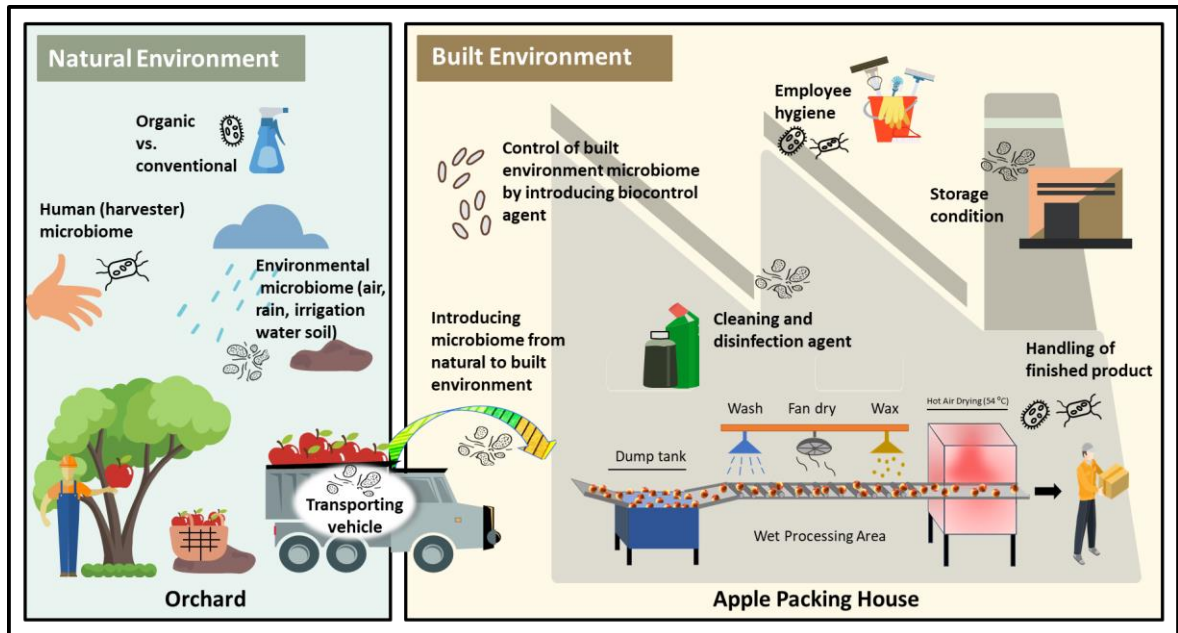 Natural Environment
Organic
vs.
conventional
Human (harvester)
microbiome
Environmental
microbiome (air,
rain, irrigation
water soil)
Transporting
vehicle
Orchard
Built Environment
Employee
hygiene
Control of built
environment microbiome
by introducing biocontrol
agent
Storage
condition
Introducing
microbiome from
natural to built
environment
Cleaning and
disinfection agent
Handling of
finished product
Dump tank
Wash
Fan dry
Wax
Hot Air Drying (54 ⁰C)
Wet Processing Area
Apple Packing House